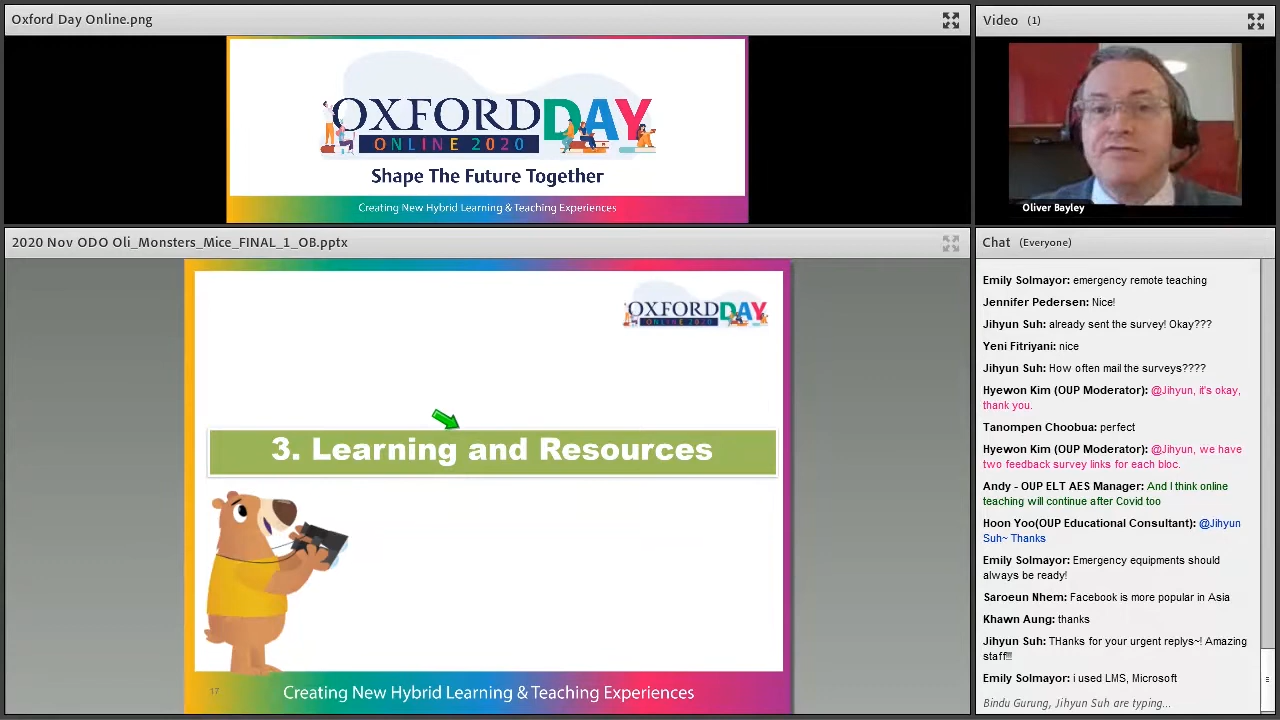 Oxford Day Online.png
OXFORD DAY
ONLINE 2020
Shape The Future Together
Creating New Hybrid Learning & Teaching Experiences
Video (1)
Oliver Bayley
2020 Nov ODO Oli_Monsters_Mice_FINAL_1_OB.pptx
OXFORD DAY
ONLINE 2020
3. Learning and Resources
17
Creating New Hybrid Learning & Teaching Experiences
Chat (Everyone)
Emily Solmayor: emergency remote teaching
Jennifer Pedersen: Nice!
Jihyun Suh: already sent the survey! Okay???
Yeni Fitriyani: nice
Jihyun Suh: How often mail the surveys????
Hyewon Kim (OUP Moderator): @Jihyun, it's okay,
thank you.
Tanompen Choobua: perfect
Hyewon Kim (OUP Moderator): @Jihyun, we have
two feedback survey links for each bloc.
Andy - OUP ELT AES Manager: And I think online
teaching will continue after Covid too
Hoon Yoo(OUP Educational Consultant): @Jihyun
Suh~ Thanks
Emily Solmayor: Emergency equipments should
always be ready!
Saroeun Nhem: Facebook is more popular in Asia
Khawn Aung: thanks
Jihyun Suh: THanks for your urgent replys~! Amazing
staff!!!
Emily Solmayor: i used LMS, Microsoft
Bindu Gurung, Jihyun Suh are typing...